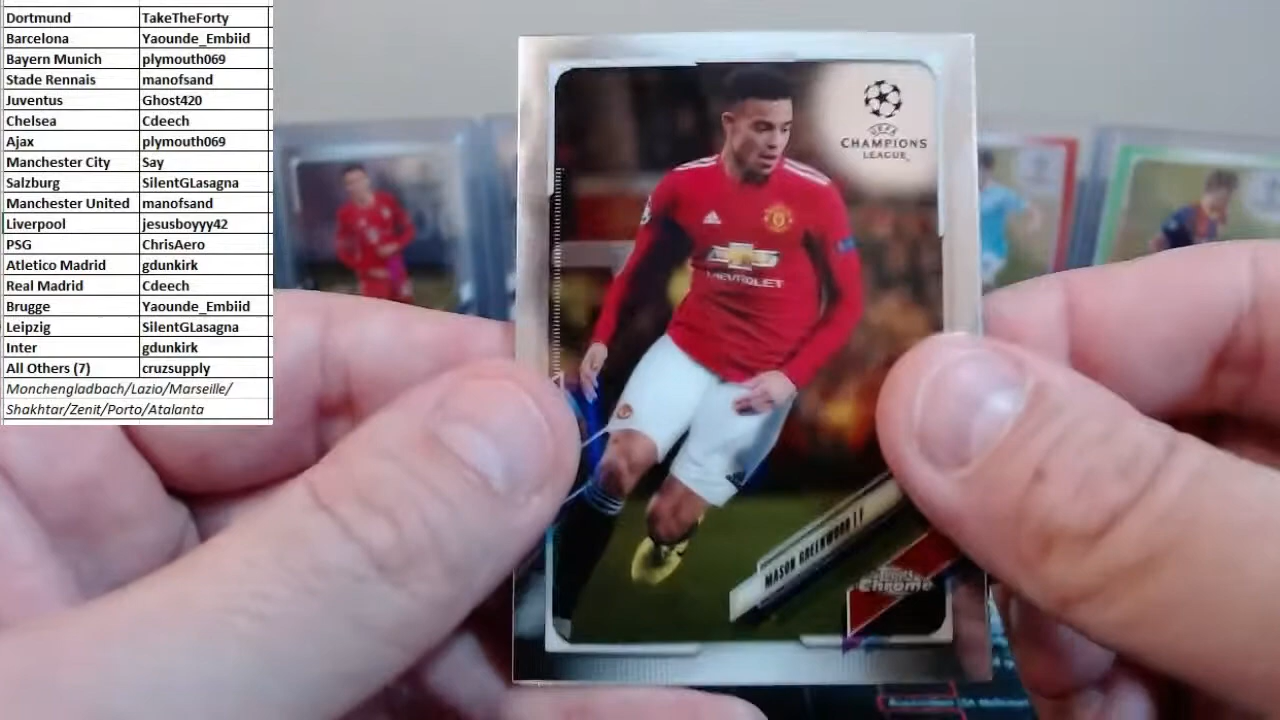 Dortmund TakeTheForty
Barcelona Yaounde_Embiid
Bayern Munich plymouth069
Stade Rennais manofsand
Juventus Ghost420
Chelsea Cdeech
Ajax plymouth069
Manchester City Say
Salzburg SilentGLasagna
Manchester United manofsand
Liverpool jesusboyyy42
PSG ChrisAero
Atletico Madrid gdunkirk
Real Madrid Cdeech
Brugge Yaounde_Embiid
Leipzig SilentGLasagna
Inter gdunkirk
All Others (7) cruzsupply
Monchengladbach/Lazio/Marseille/
Shakhtar/Zenit/Porto/Atalanta
UEFA
CHAMPIONS
LEAGUE
CHEVROLET
MASON GREENWOOD | F
Topps
Chrome